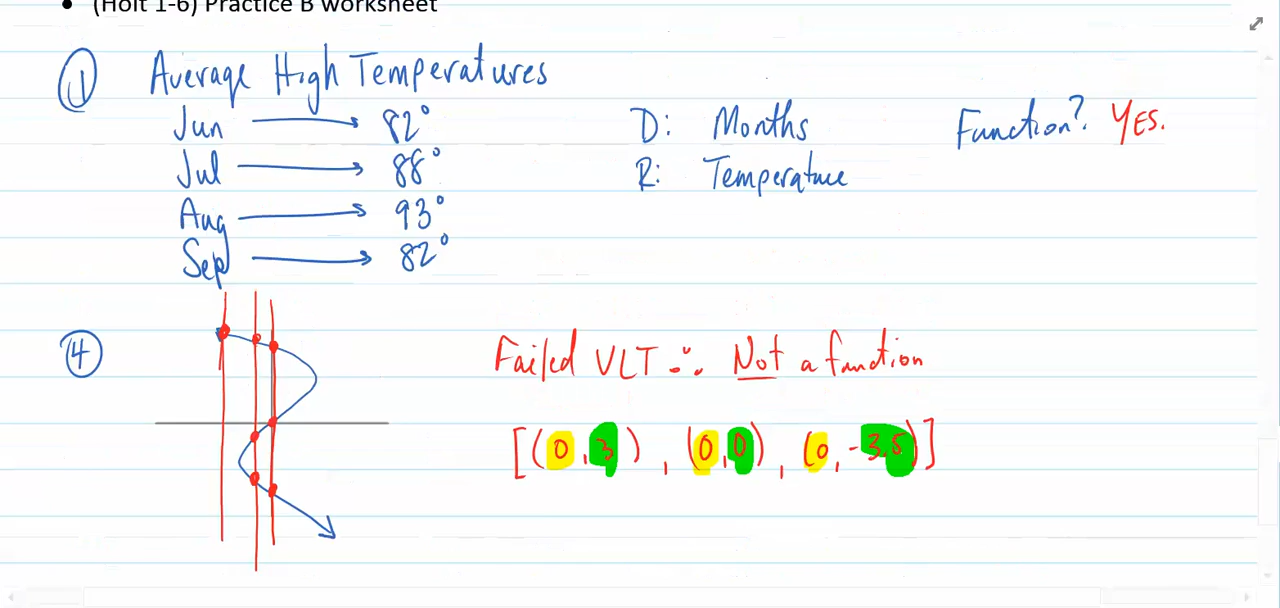 • (Holt 1-6) Practice B worksheet
① Average High Temperatures
Jun → 82° D: Months Function? YES.
Jul → 88° R: Temperature
Aug → 93°
Sep → 82°
④ Failed VLT ∴ Not a function
[(0, 3), (0, 0), (0, -3.5)]